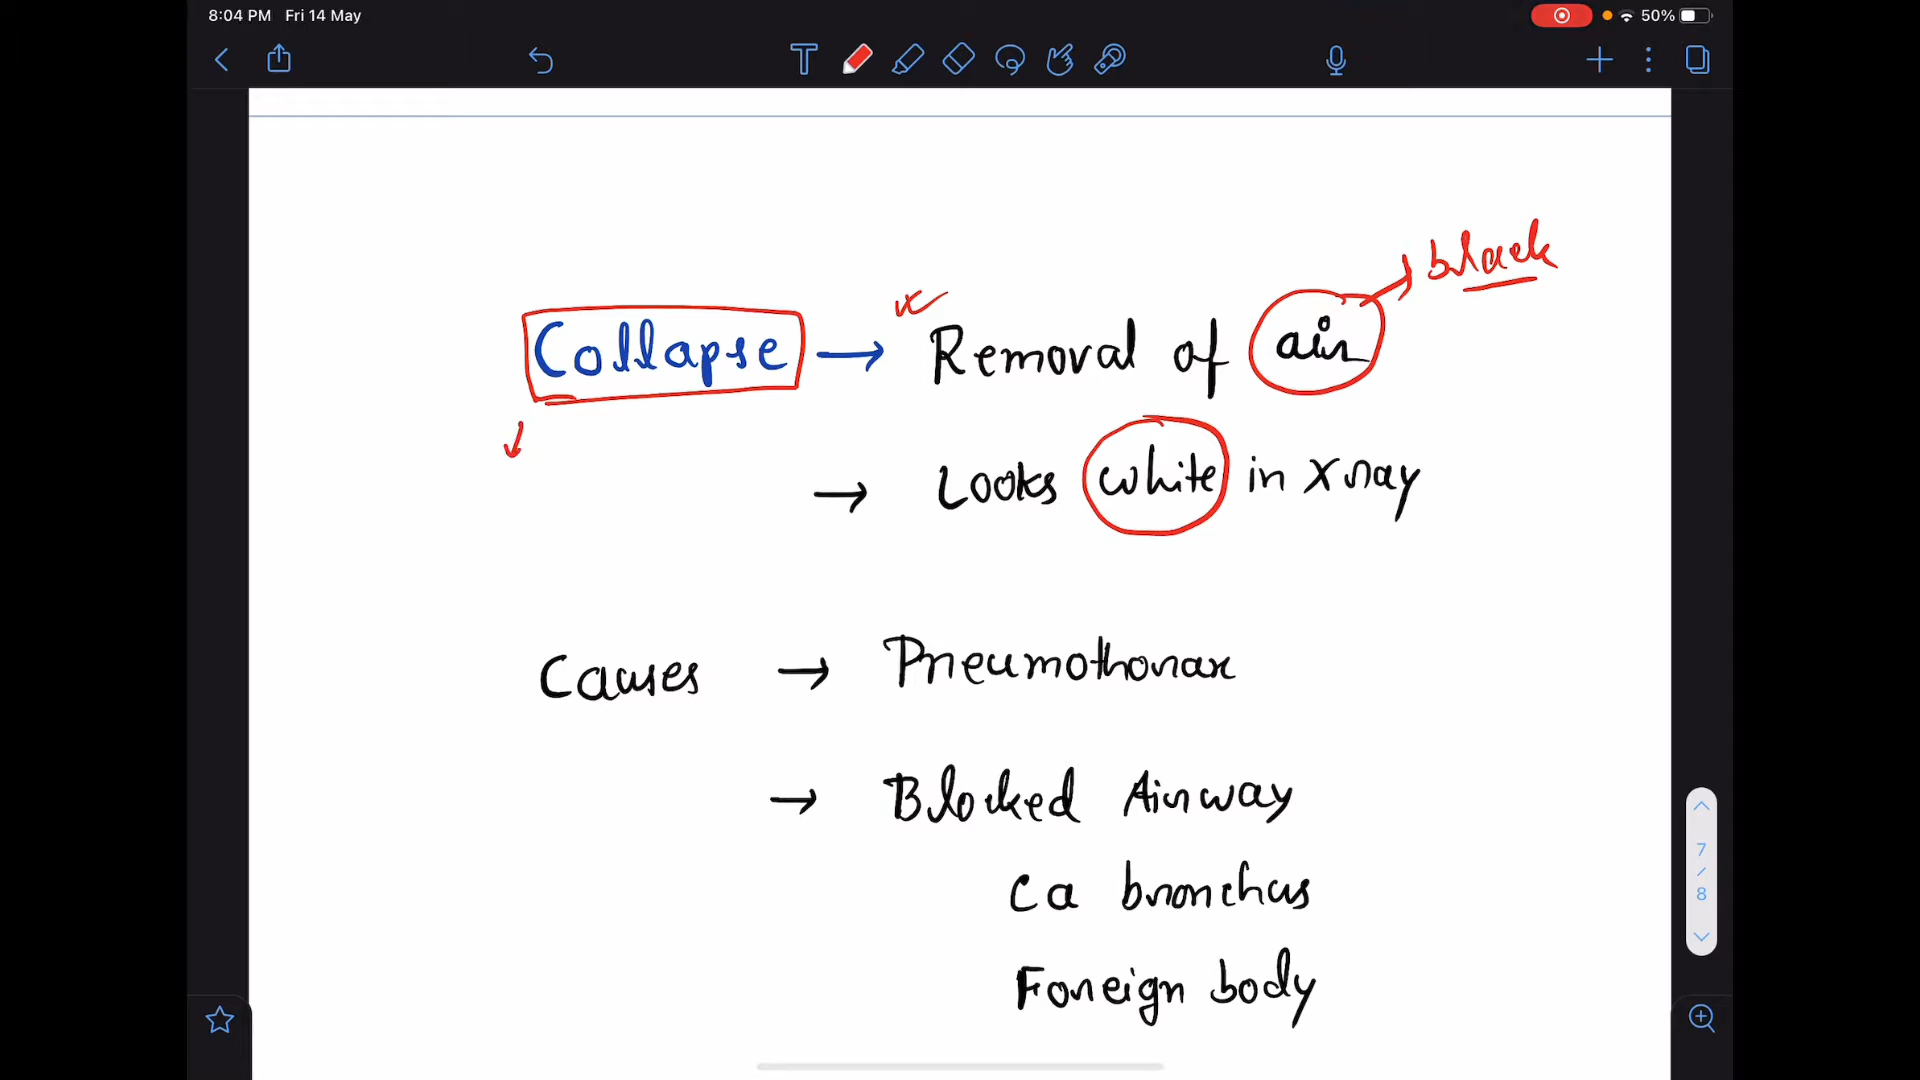 8:04 PM Fri 14 May
50%
black
Collapse → Removal of air
→ Looks white in Xray
Causes → Pneumothorax
→ Blocked Airway
Ca bronchus
Foreign body
7
/
8